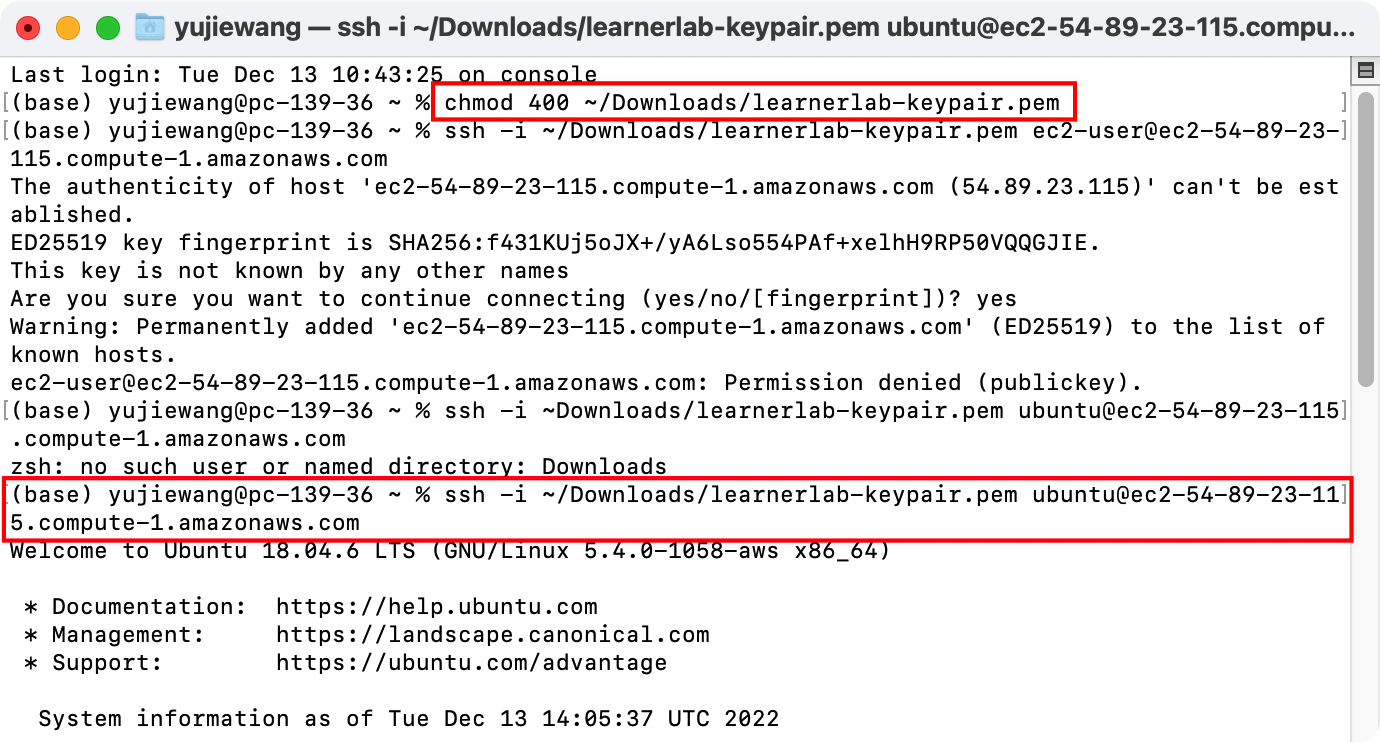 yujiewang — ssh -i ~/Downloads/learnerlab-keypair.pem ubuntu@ec2-54-89-23-115.compu...
Last login: Tue Dec 13 10:43:25 on console
[(base) yujiewang@pc-139-36 ~ % chmod 400 ~/Downloads/learnerlab-keypair.pem ]
[(base) yujiewang@pc-139-36 ~ % ssh -i ~/Downloads/learnerlab-keypair.pem ec2-user@ec2-54-89-23-]
115.compute-1.amazonaws.com
The authenticity of host 'ec2-54-89-23-115.compute-1.amazonaws.com (54.89.23.115)' can't be est
ablished.
ED25519 key fingerprint is SHA256:f431KUj5oJX+/yA6Lso554PAf+xelhH9RP50VQQGJIE.
This key is not known by any other names
Are you sure you want to continue connecting (yes/no/[fingerprint])? yes
Warning: Permanently added 'ec2-54-89-23-115.compute-1.amazonaws.com' (ED25519) to the list of
known hosts.
ec2-user@ec2-54-89-23-115.compute-1.amazonaws.com: Permission denied (publickey).
[(base) yujiewang@pc-139-36 ~ % ssh -i ~Downloads/learnerlab-keypair.pem ubuntu@ec2-54-89-23-115]
.compute-1.amazonaws.com
zsh: no such user or named directory: Downloads
[(base) yujiewang@pc-139-36 ~ % ssh -i ~/Downloads/learnerlab-keypair.pem ubuntu@ec2-54-89-23-11]
5.compute-1.amazonaws.com
Welcome to Ubuntu 18.04.6 LTS (GNU/Linux 5.4.0-1058-aws x86_64)
* Documentation: https://help.ubuntu.com
* Management: https://landscape.canonical.com
* Support: https://ubuntu.com/advantage
System information as of Tue Dec 13 14:05:37 UTC 2022